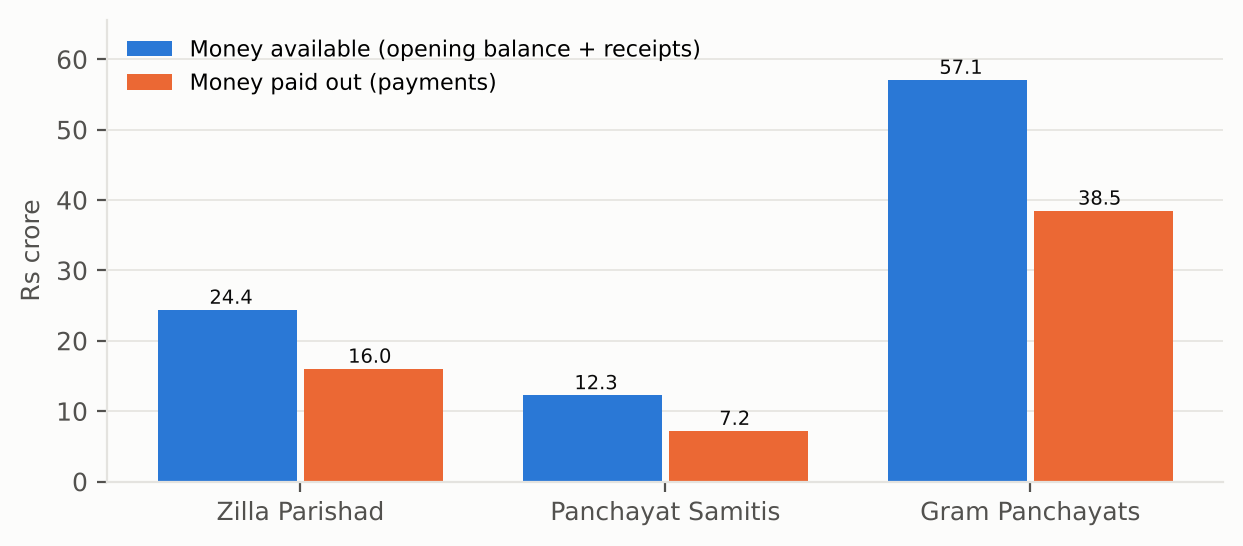 Money available (opening balance + receipts)
Money paid out (payments)
Rs crore
60
50
40
30
20
10
0
24.4
16.0
12.3
7.2
57.1
38.5
Zilla Parishad
Panchayat Samitis
Gram Panchayats